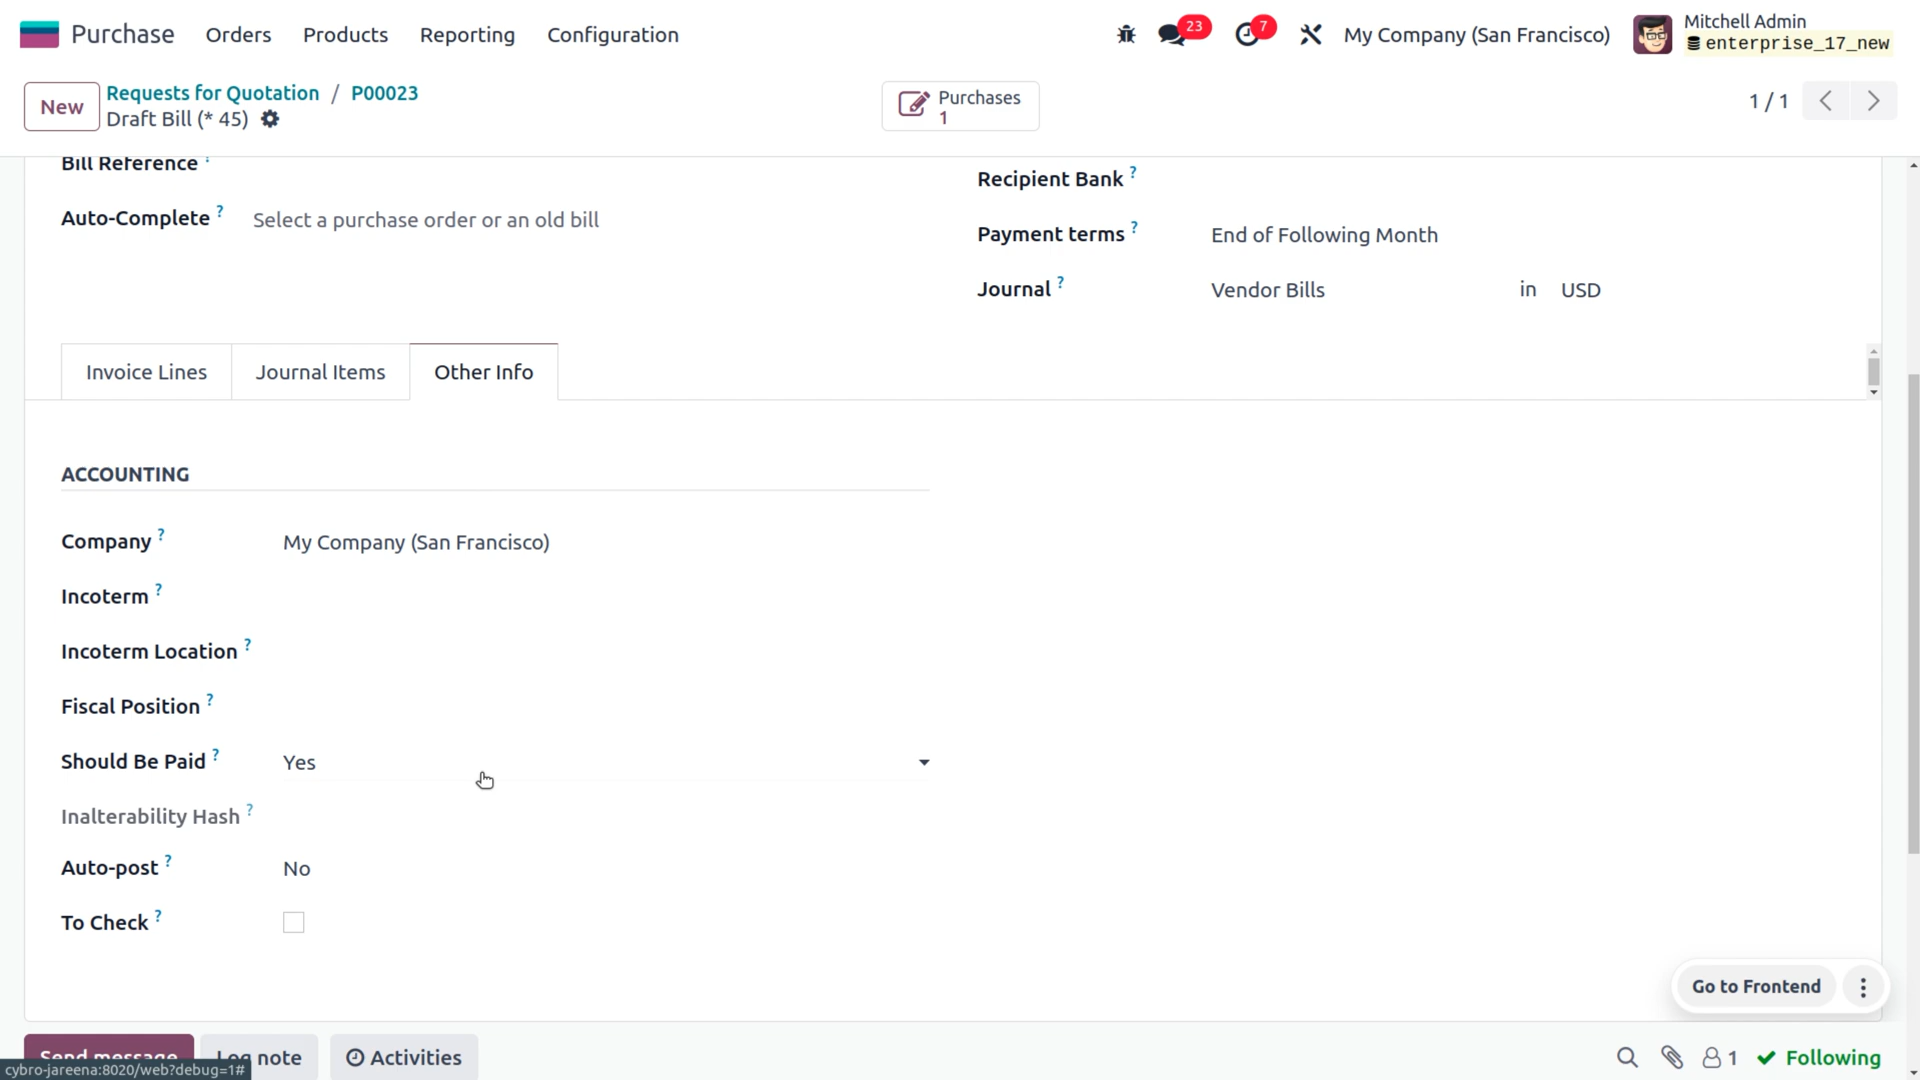 Purchase Orders Products Reporting Configuration 23 7 My Company (San Francisco) Mitchell Admin
enterprise_17_new
New Requests for Quotation / P00023
Draft Bill (* 45)
Purchases
1
1 / 1
Bill Reference ?
Recipient Bank ?
Auto-Complete ? Select a purchase order or an old bill
Payment terms ? End of Following Month
Journal ? Vendor Bills in USD
Invoice Lines Journal Items Other Info
ACCOUNTING
Company ? My Company (San Francisco)
Incoterm ?
Incoterm Location ?
Fiscal Position ?
Should Be Paid ? Yes
Inalterability Hash ?
Auto-post ? No
To Check ?
Go to Frontend
Send message Log note Activities 1 Following
cybro-jareena:8020/web?debug=1#